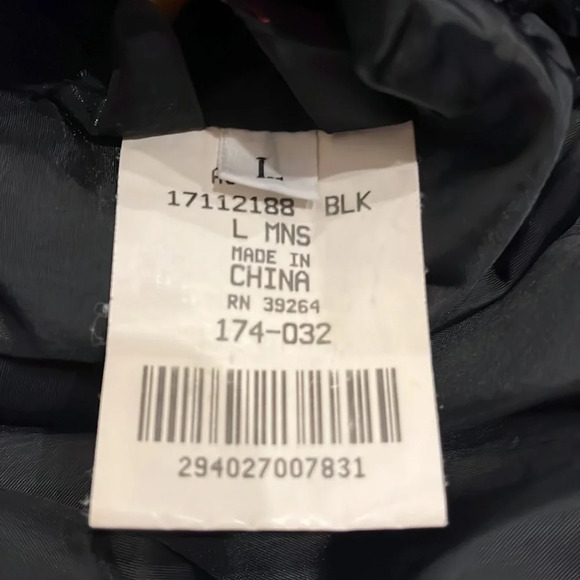 L
17112188 BLK
L MNS
MADE IN
CHINA
RN 39264
174-032
294027007831